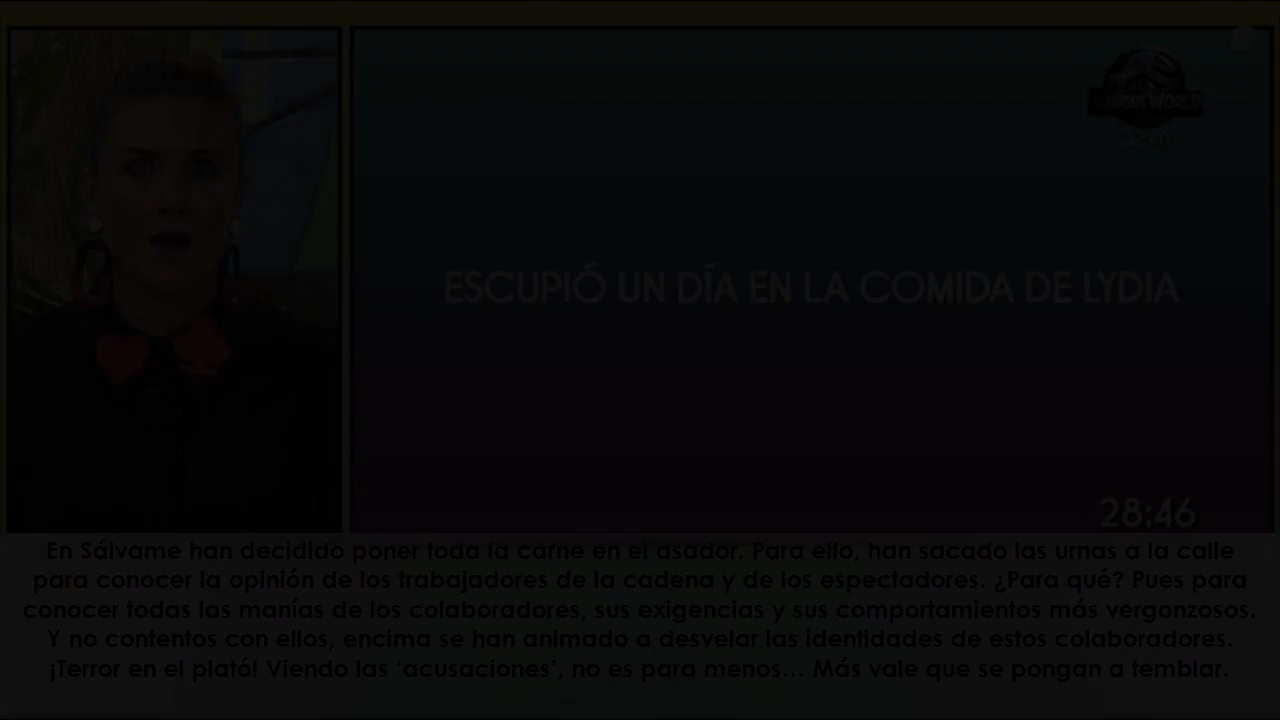 JURASSIC WORLD
ESCUPIÓ UN DÍA EN LA COMIDA DE LYDIA
28:46
En Sálvame han decidido poner toda la carne en el asador. Para ello, han sacado las urnas a la calle
para conocer la opinión de los trabajadores de la cadena y de los espectadores. ¿Para qué? Pues para
conocer todas las manías de los colaboradores, sus exigencias y sus comportamientos más vergonzosos.
Y no contentos con ellos, encima se han animado a desvelar las identidades de estos colaboradores.
¡Terror en el plató! Viendo las ‘acusaciones’, no es para menos... Más vale que se pongan a temblar.